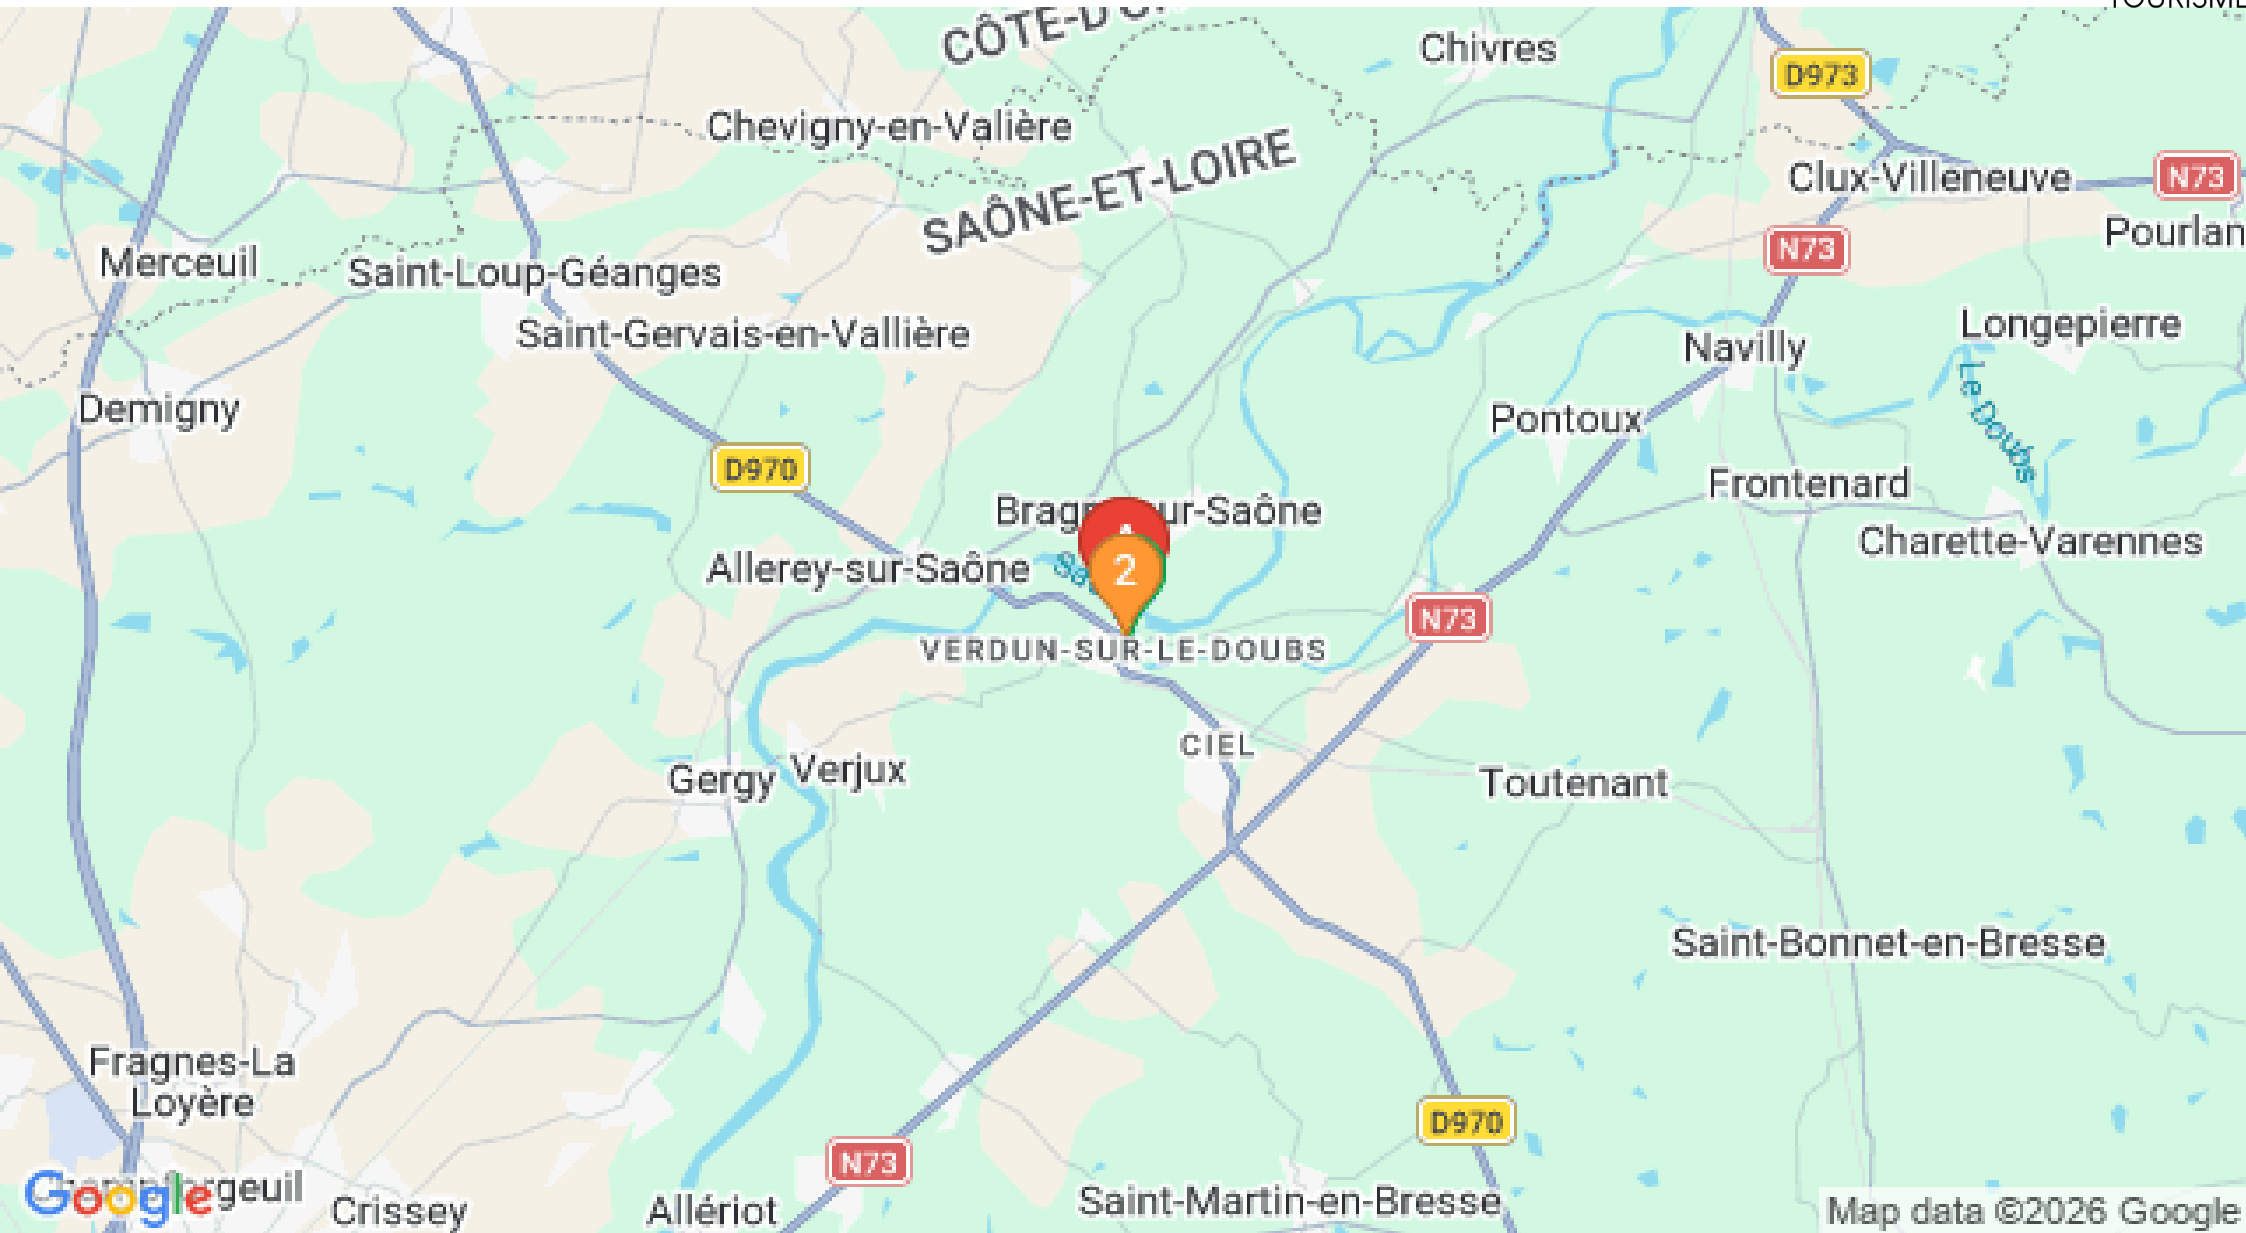 TOURISME
CÔTE-D'OR
Chivres
D973
Chevigny-en-Valière
SAÔNE-ET-LOIRE
Clux-Villeneuve
N73
Pourlan
N73
Merceuil
Saint-Loup-Géanges
Saint-Gervais-en-Vallière
Longepierre
Navilly
Le Doubs
Demigny
Pontoux
D970
Frontenard
Charette-Varennes
Allerey-sur-Saône
2
N73
VERDUN-SUR-LE-DOUBS
CIEL
Gergy
Verjux
Toutenant
Saint-Bonnet-en-Bresse
Fragnes-La
Loyère
D970
N73
Google
Crissey
Allériot
Saint-Martin-en-Bresse
Map data ©2026 Google